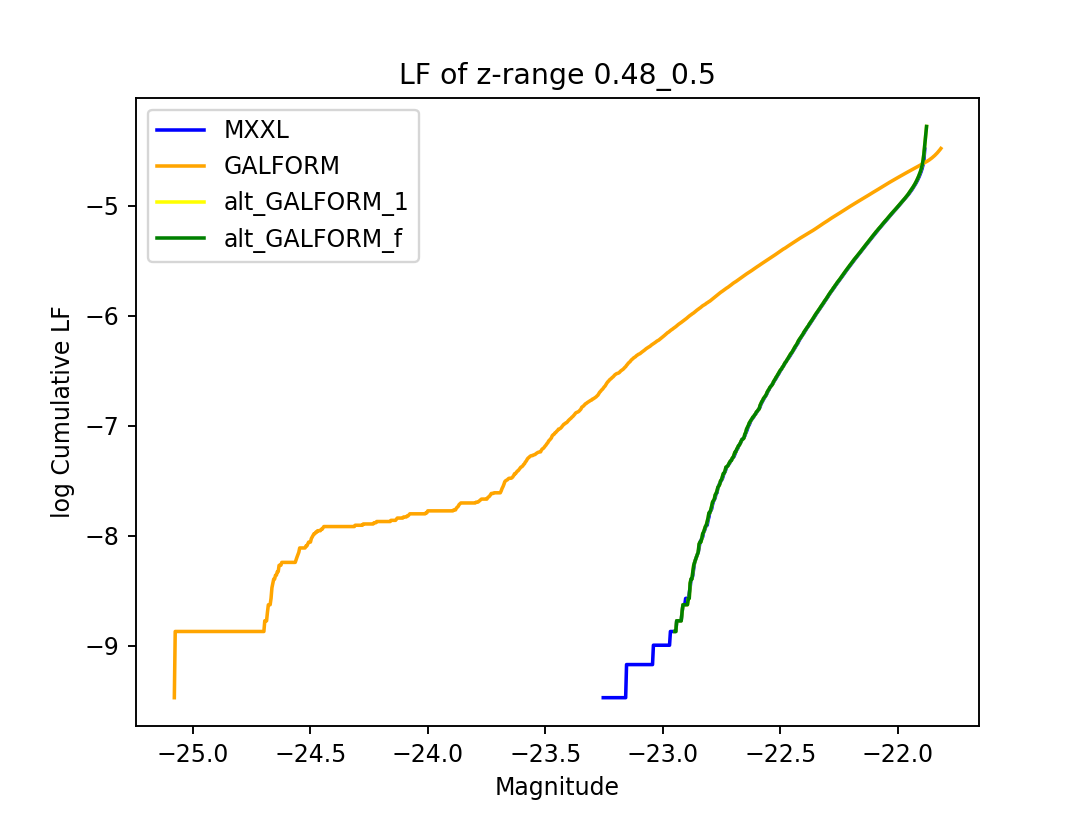 LF of z-range 0.48_0.5
MXXL
GALFORM
alt_GALFORM_1
alt_GALFORM_f
−5
−6
−7
−8
−9
log Cumulative LF
−25.0 −24.5 −24.0 −23.5 −23.0 −22.5 −22.0
Magnitude